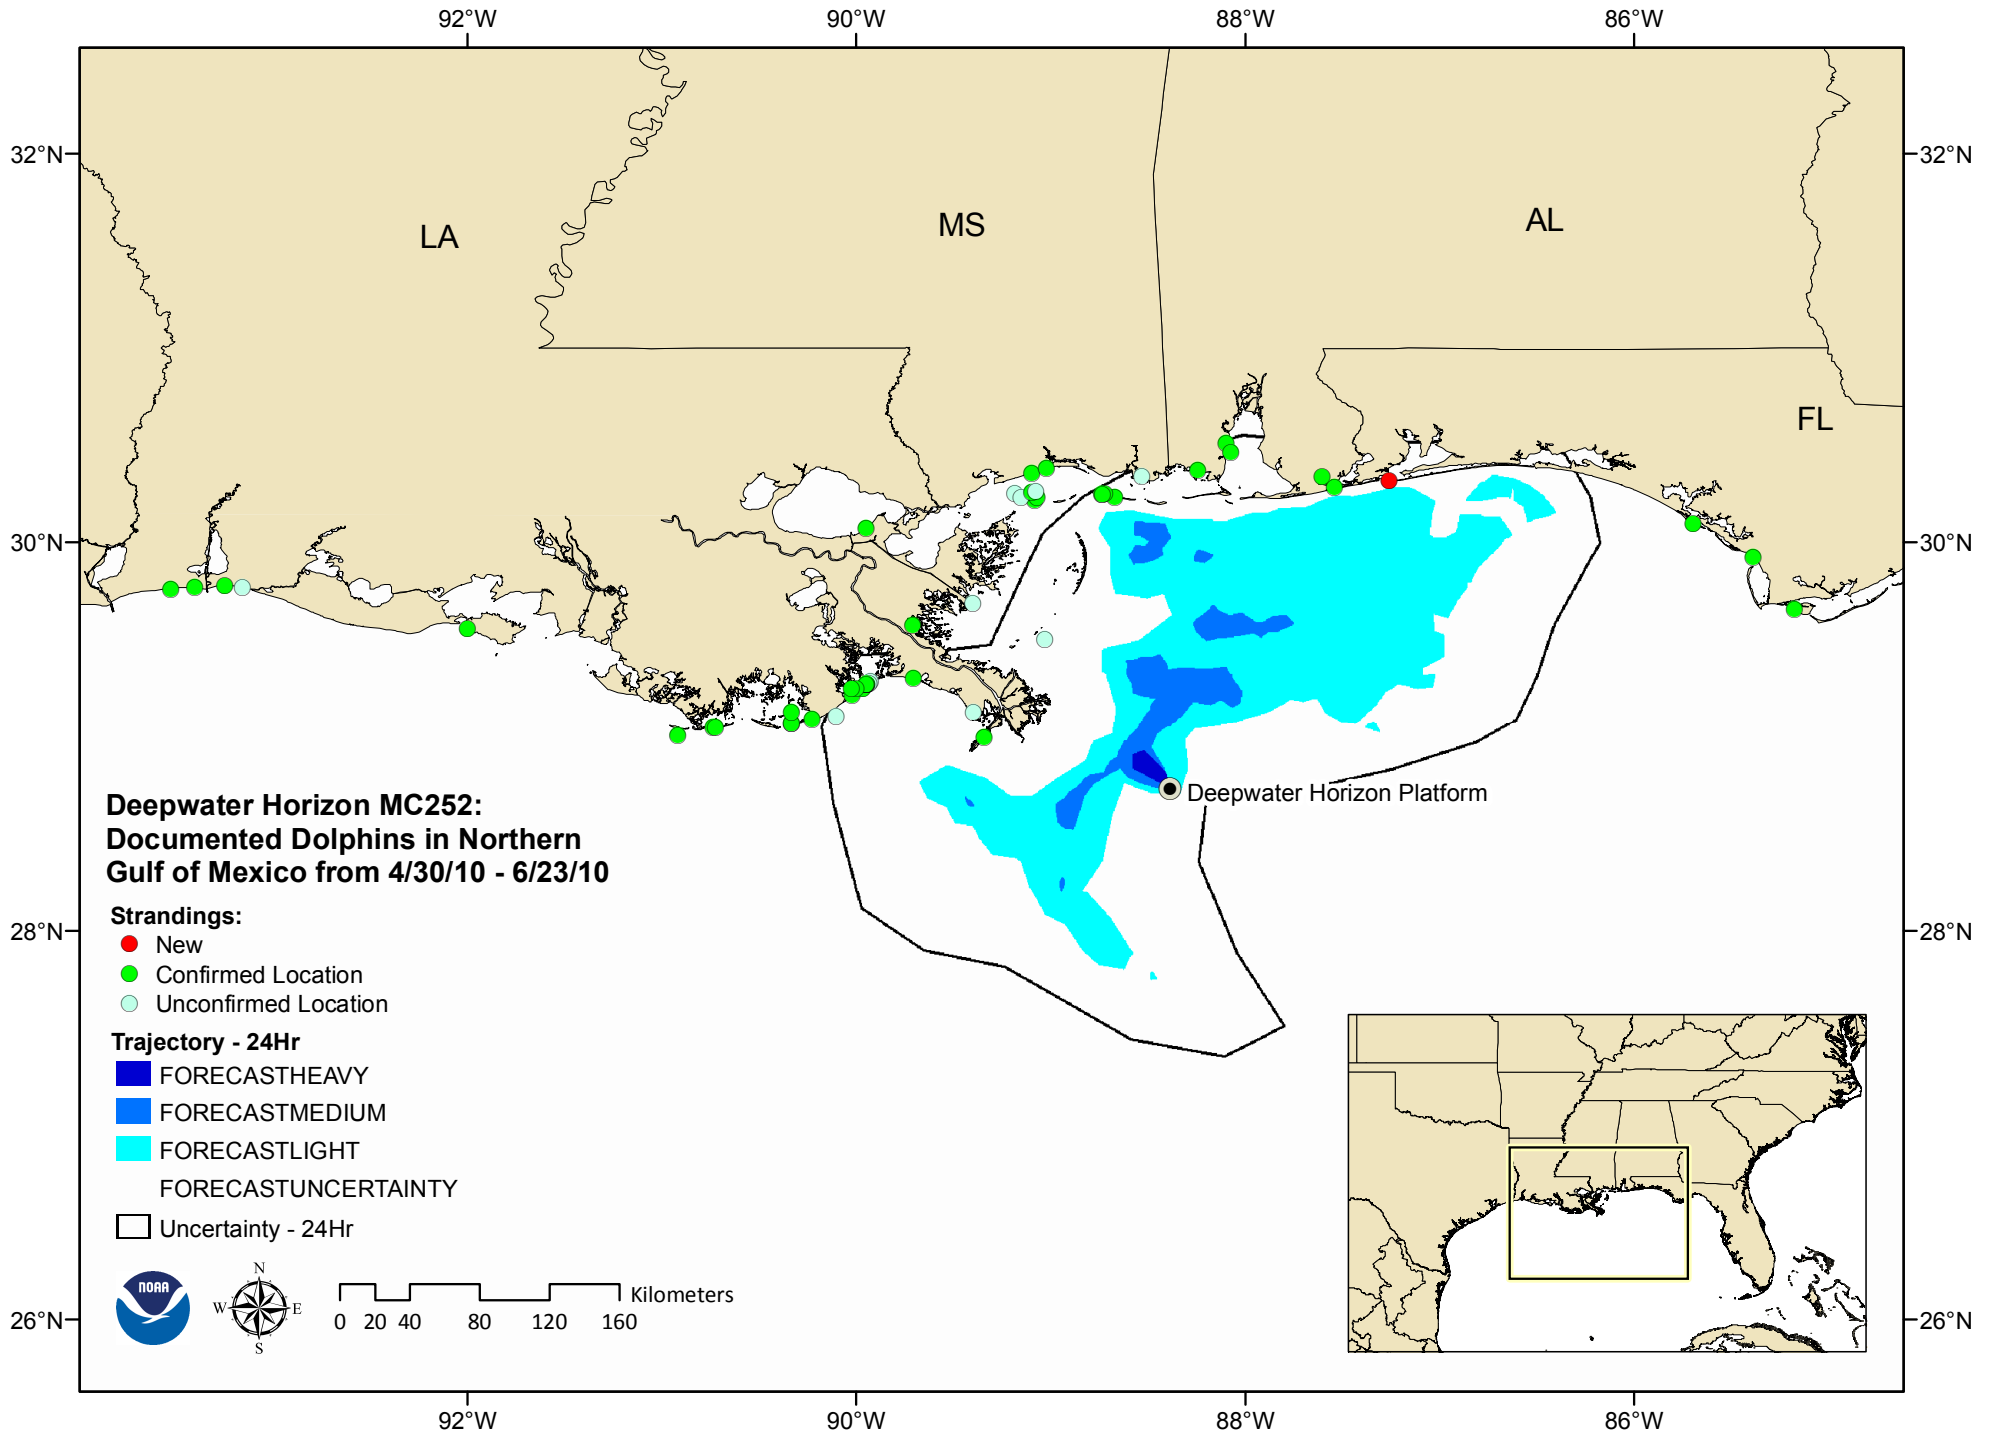 92°W 90°W 88°W 86°W
32°N 32°N
LA MS AL
FL
30°N 30°N
Deepwater Horizon Platform
Deepwater Horizon MC252:
Documented Dolphins in Northern
Gulf of Mexico from 4/30/10 - 6/23/10
Strandings:
28°N 28°N
New
Confirmed Location
Unconfirmed Location
Trajectory - 24Hr
FORECASTHEAVY
FORECASTMEDIUM
FORECASTLIGHT
FORECASTUNCERTAINTY
Uncertainty - 24Hr
NOAA
N
W E
S
Kilometers
0 20 40 80 120 160
26°N 26°N
92°W 90°W 88°W 86°W